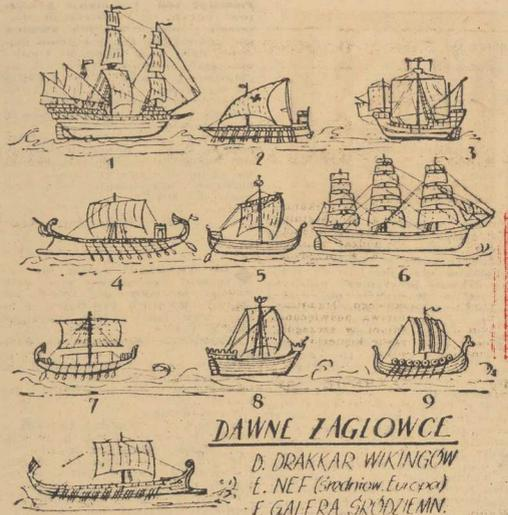 1 2 3
4 5 6
7 8 9
DAWNE ŻAGLOWCE
D. DRAKKAR WIKINGÓW
E. NEF (Średniow. Europa)
F. GALERA ŚRÓDZIEMN.